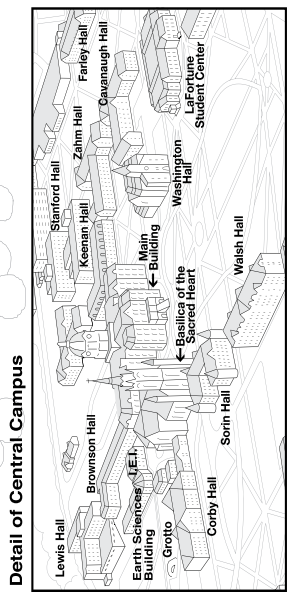 Detail of Central Campus
Lewis Hall
Brownson Hall
I.E.I.
Earth Sciences
Building
Grotto
Corby Hall
Sorin Hall
← Basilica of the
Sacred Heart
Main
← Building
Walsh Hall
Stanford Hall
Keenan Hall
Zahm Hall
Washington
Hall
Farley Hall
Cavanaugh Hall
LaFortune
Student Center